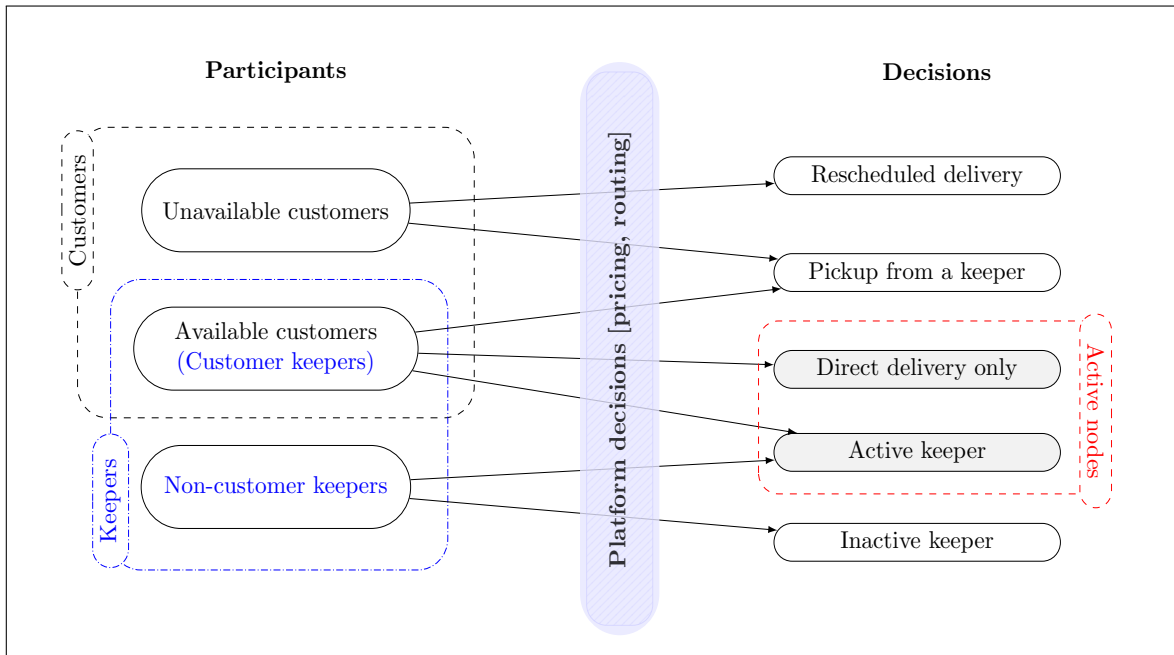 Participants
Decisions
Customers
Unavailable customers
Available customers
(Customer keepers)
Keepers
Non-customer keepers
Platform decisions [pricing, routing]
Rescheduled delivery
Pickup from a keeper
Direct delivery only
Active keeper
Inactive keeper
Active nodes